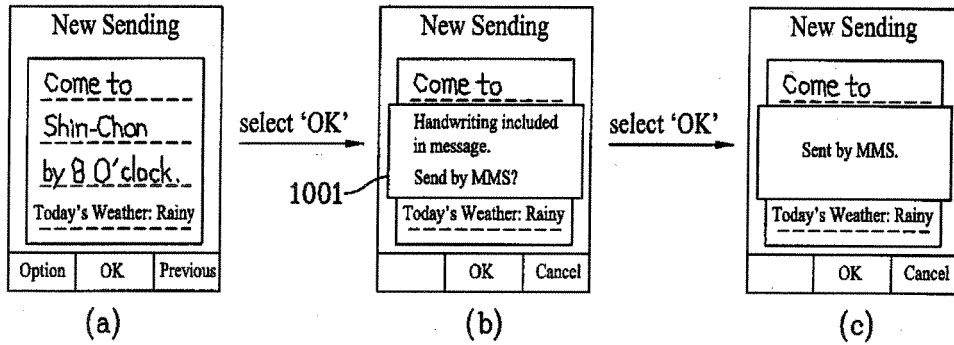 New Sending
Come to
Shin-Chon
by 8 O'clock.
Today's Weather: Rainy
Option OK Previous
(a)
select 'OK'
New Sending
Come to
Handwriting included
in message.
Send by MMS?
1001
Today's Weather: Rainy
OK Cancel
(b)
select 'OK'
New Sending
Come to
Sent by MMS.
Today's Weather: Rainy
OK Cancel
(c)